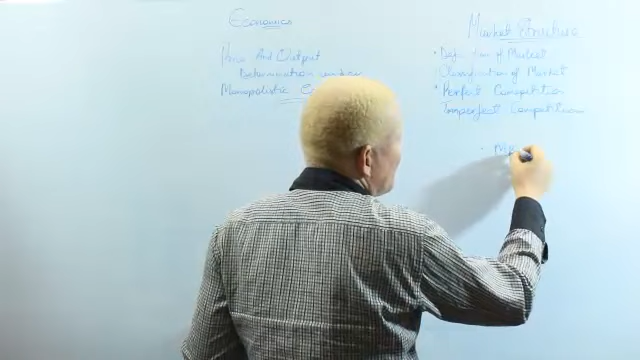 Economics
Price And Output
Determination under
Monopolistic
Market Structure
• Definition of Market
Classification of Market
• Perfect Competition
Imperfect Competition